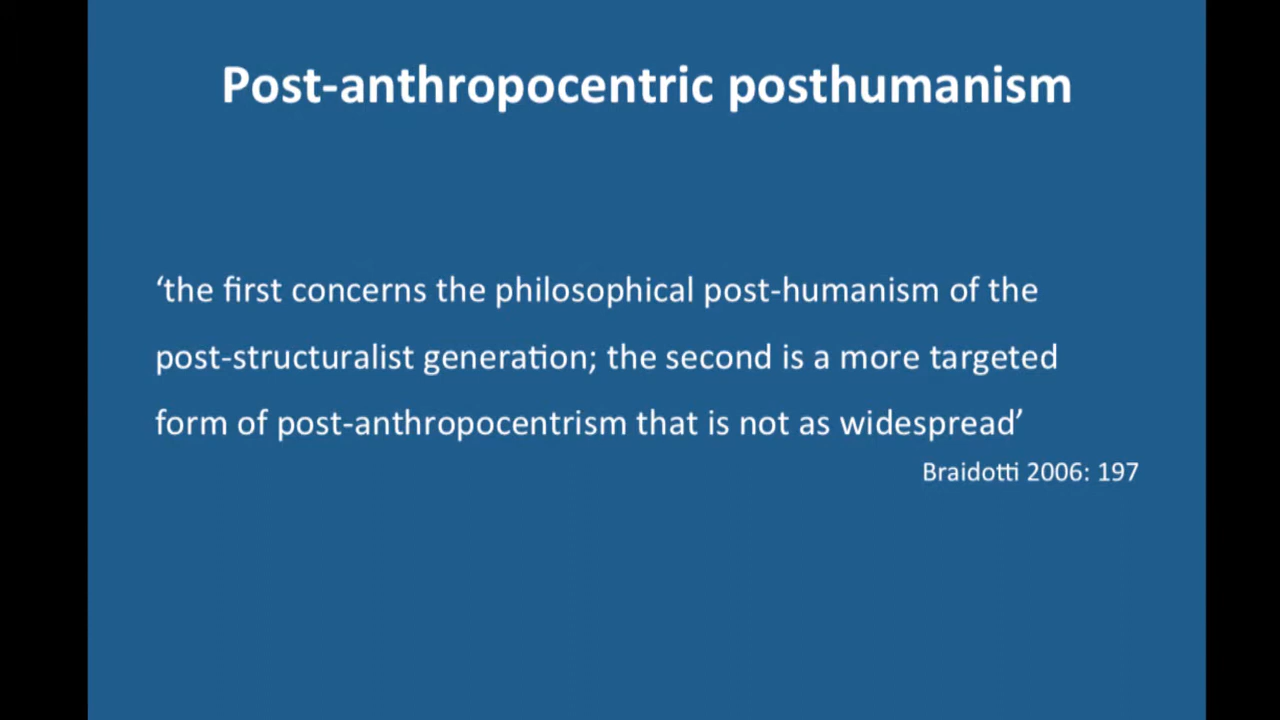 Post-anthropocentric posthumanism
‘the first concerns the philosophical post-humanism of the
post-structuralist generation; the second is a more targeted
form of post-anthropocentrism that is not as widespread’
Braidotti 2006: 197